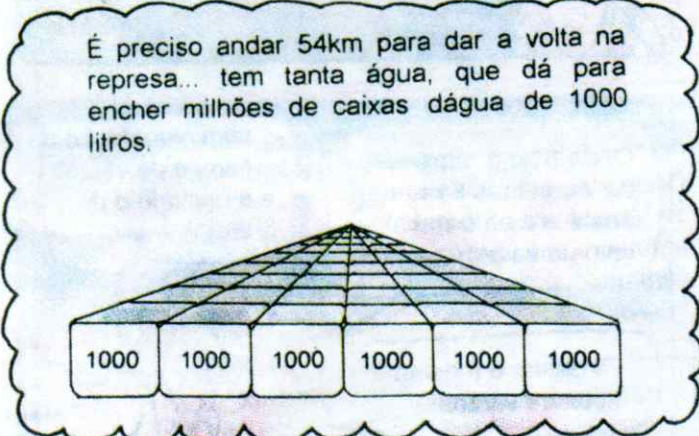 É preciso andar 54km para dar a volta na
represa... tem tanta água, que dá para
encher milhões de caixas dágua de 1000
litros.
1000 1000 1000 1000 1000 1000